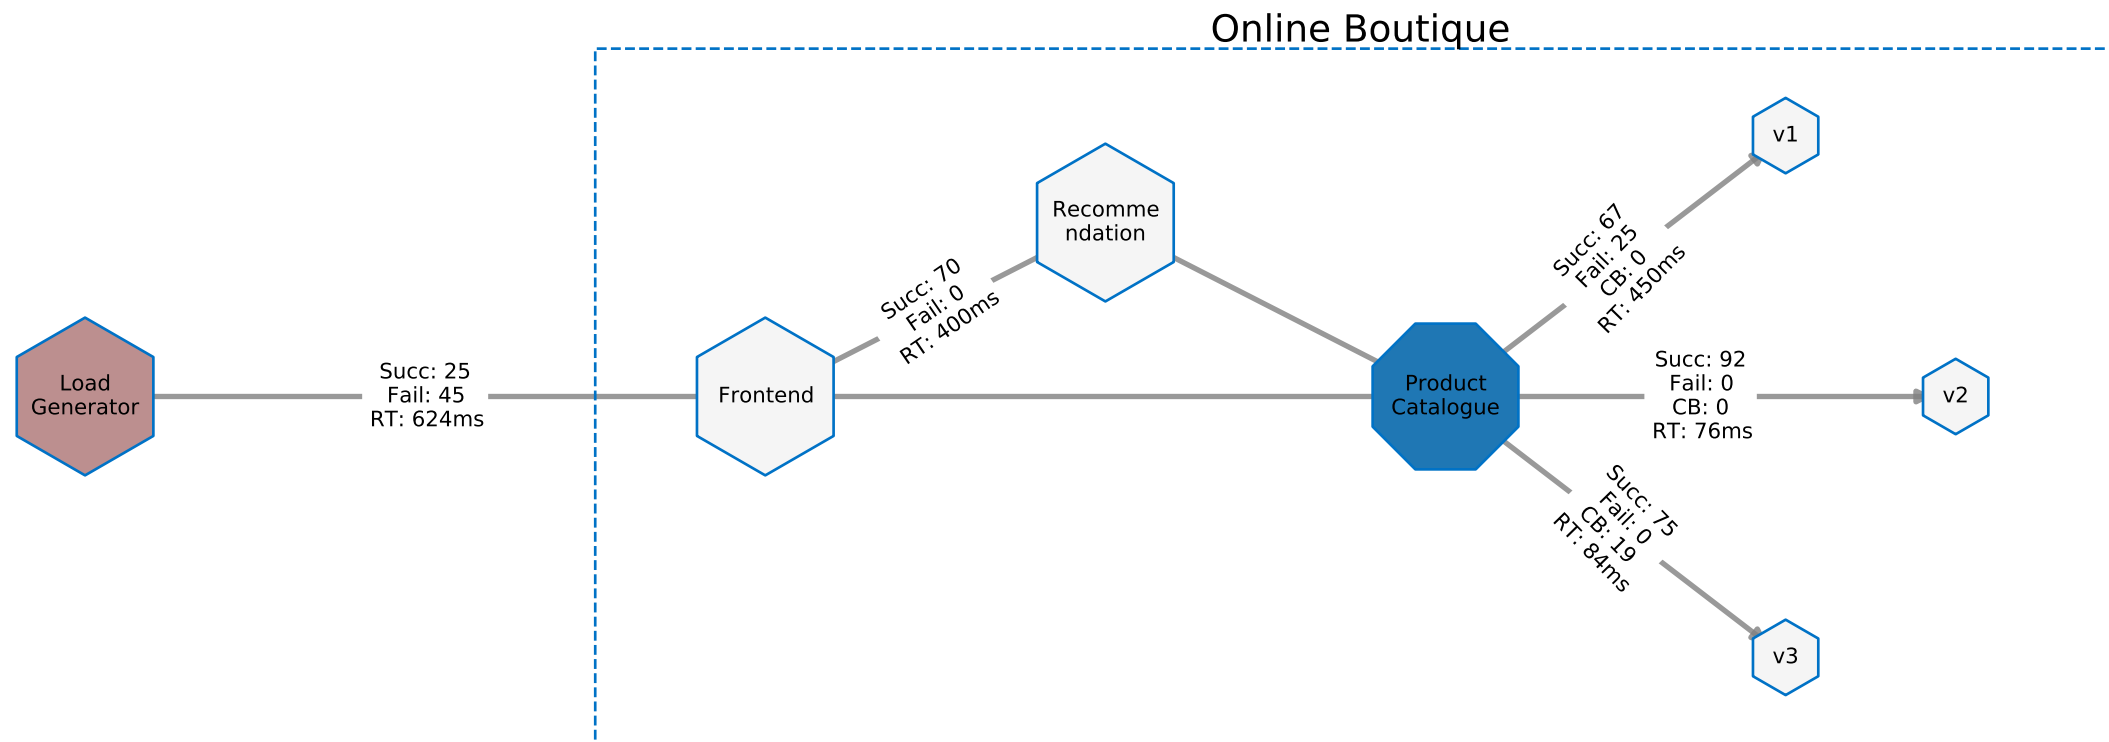 Online Boutique
Load
Generator
Succ: 25
Fail: 45
RT: 624ms
Frontend
Succ: 70
Fail: 0
RT: 400ms
Recomme
ndation
Product
Catalogue
Succ: 67
Fail: 25
CB: 0
RT: 450ms
v1
Succ: 92
Fail: 0
CB: 0
RT: 76ms
v2
Succ: 75
Fail: 0
CB: 19
RT: 84ms
v3